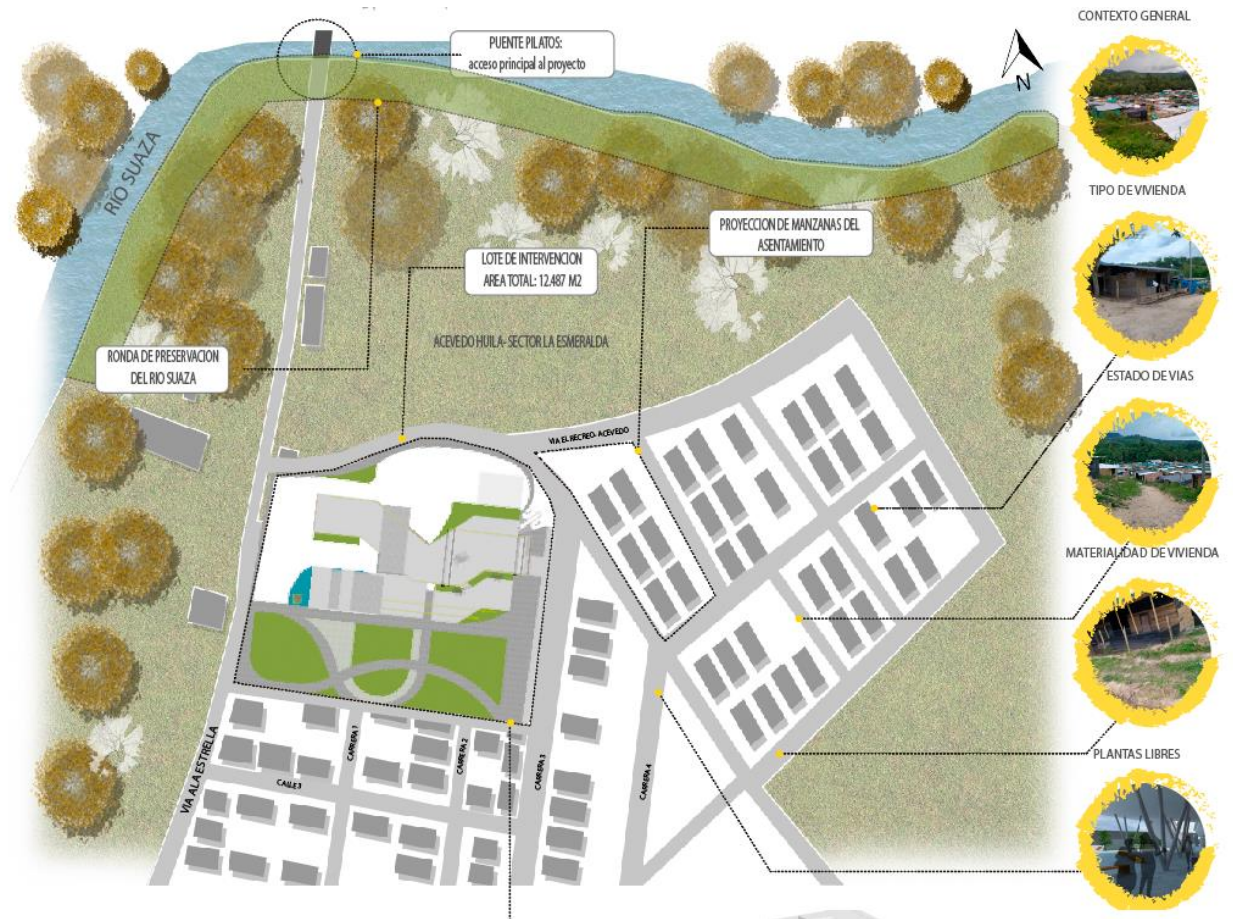 CONTEXTO GENERAL
PUENTE PILATOS:
acceso principal al proyecto
N
RIO SUAZA
TIPO DE VIVIENDA
PROYECCION DE MANZANAS DEL
ASENTAMIENTO
LOTE DE INTERVENCION
AREA TOTAL: 12.487 M2
ACEVEDO HUILA- SECTOR LA ESMERALDA
RONDA DE PRESERVACION
DEL RIO SUAZA
ESTADO DE VIAS
VIA EL RECREO- ACEVEDO
MATERIALIDAD DE VIVIENDA
VIA ALA ESTRELLA
CARRERA 1
CARRERA 2
CARRERA 3
CARRERA 4
CALLE 3
PLANTAS LIBRES